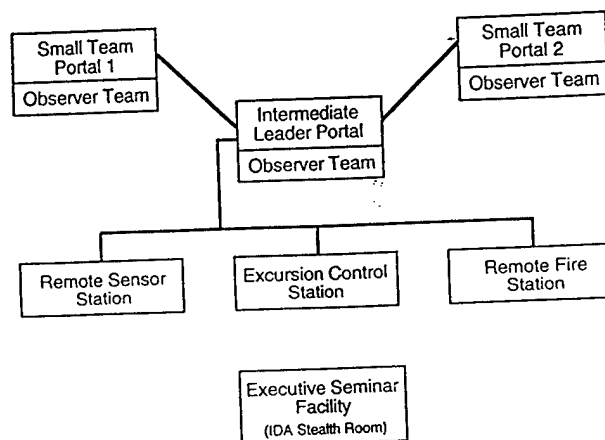 Small Team
Portal 1
Observer Team
Small Team
Portal 2
Observer Team
Intermediate
Leader Portal
Observer Team
Remote Sensor
Station
Excursion Control
Station
Remote Fire
Station
Executive Seminar
Facility
(IDA Stealth Room)